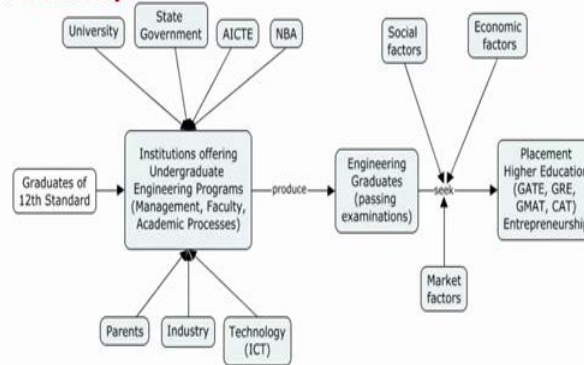 University
State
Government
AICTE
NBA
Social
factors
Economic
factors
Graduates of
12th Standard
Institutions offering
Undergraduate
Engineering Programs
(Management, Faculty,
Academic Processes)
produce
Engineering
Graduates
(passing
examinations)
seek
Placement
Higher Education
(GATE, GRE,
GMAT, CAT)
Entrepreneurship
Market
factors
Parents
Industry
Technology
(ICT)